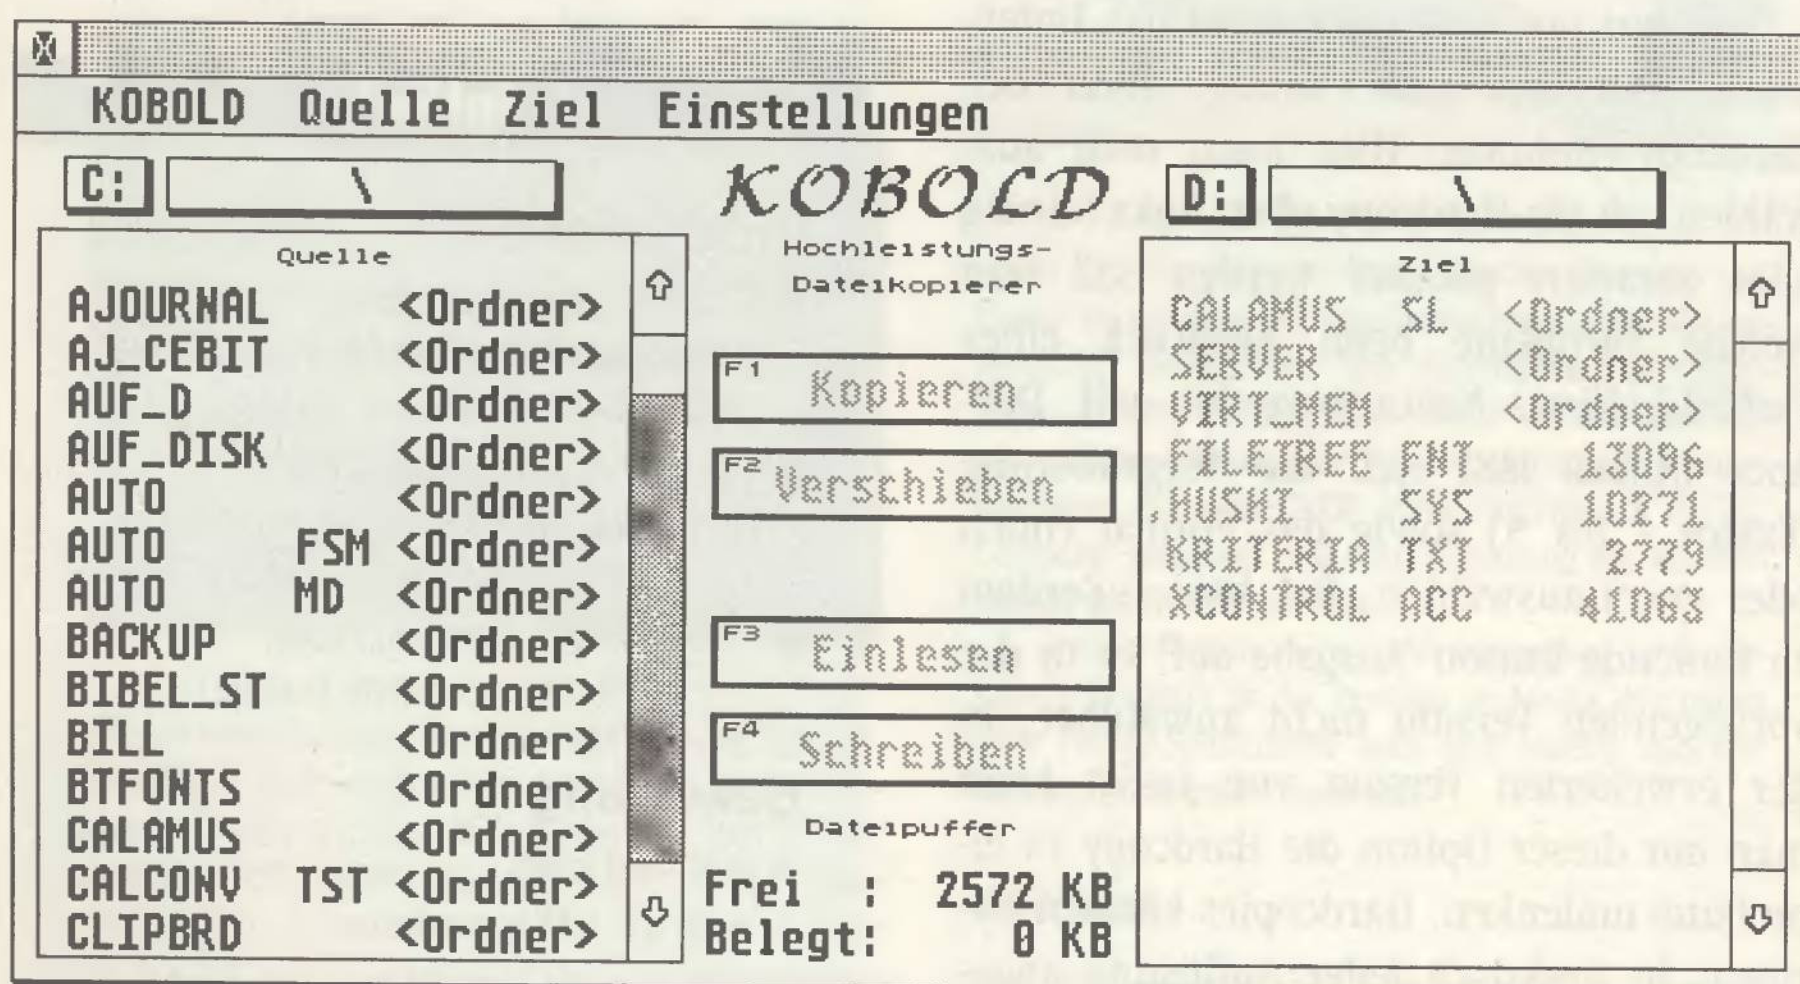 KOBOLD Quelle Ziel Einstellungen
C: \
KOBOLD
Hochleistungs-
Dateikopierer
D: \
Quelle
AJOURNAL <Ordner>
AJ_CEBIT <Ordner>
AUF_D <Ordner>
AUF_DISK <Ordner>
AUTO <Ordner>
AUTO FSM <Ordner>
AUTO MD <Ordner>
BACKUP <Ordner>
BIBEL_ST <Ordner>
BILL <Ordner>
BTFONTS <Ordner>
CALAMUS <Ordner>
CALCONV TST <Ordner>
CLIPBRD <Ordner>
F1 Kopieren
F2 Verschieben
F3 Einlesen
F4 Schreiben
Dateipuffer
Frei : 2572 KB
Belegt: 0 KB
Ziel
CALAMUS SL <Ordner>
SERVER <Ordner>
VIRT_MEM <Ordner>
FILETREE FNT 13096
MUSHI SYS 10271
KRITERIA TXT 2779
XCONTROL ACC 41063